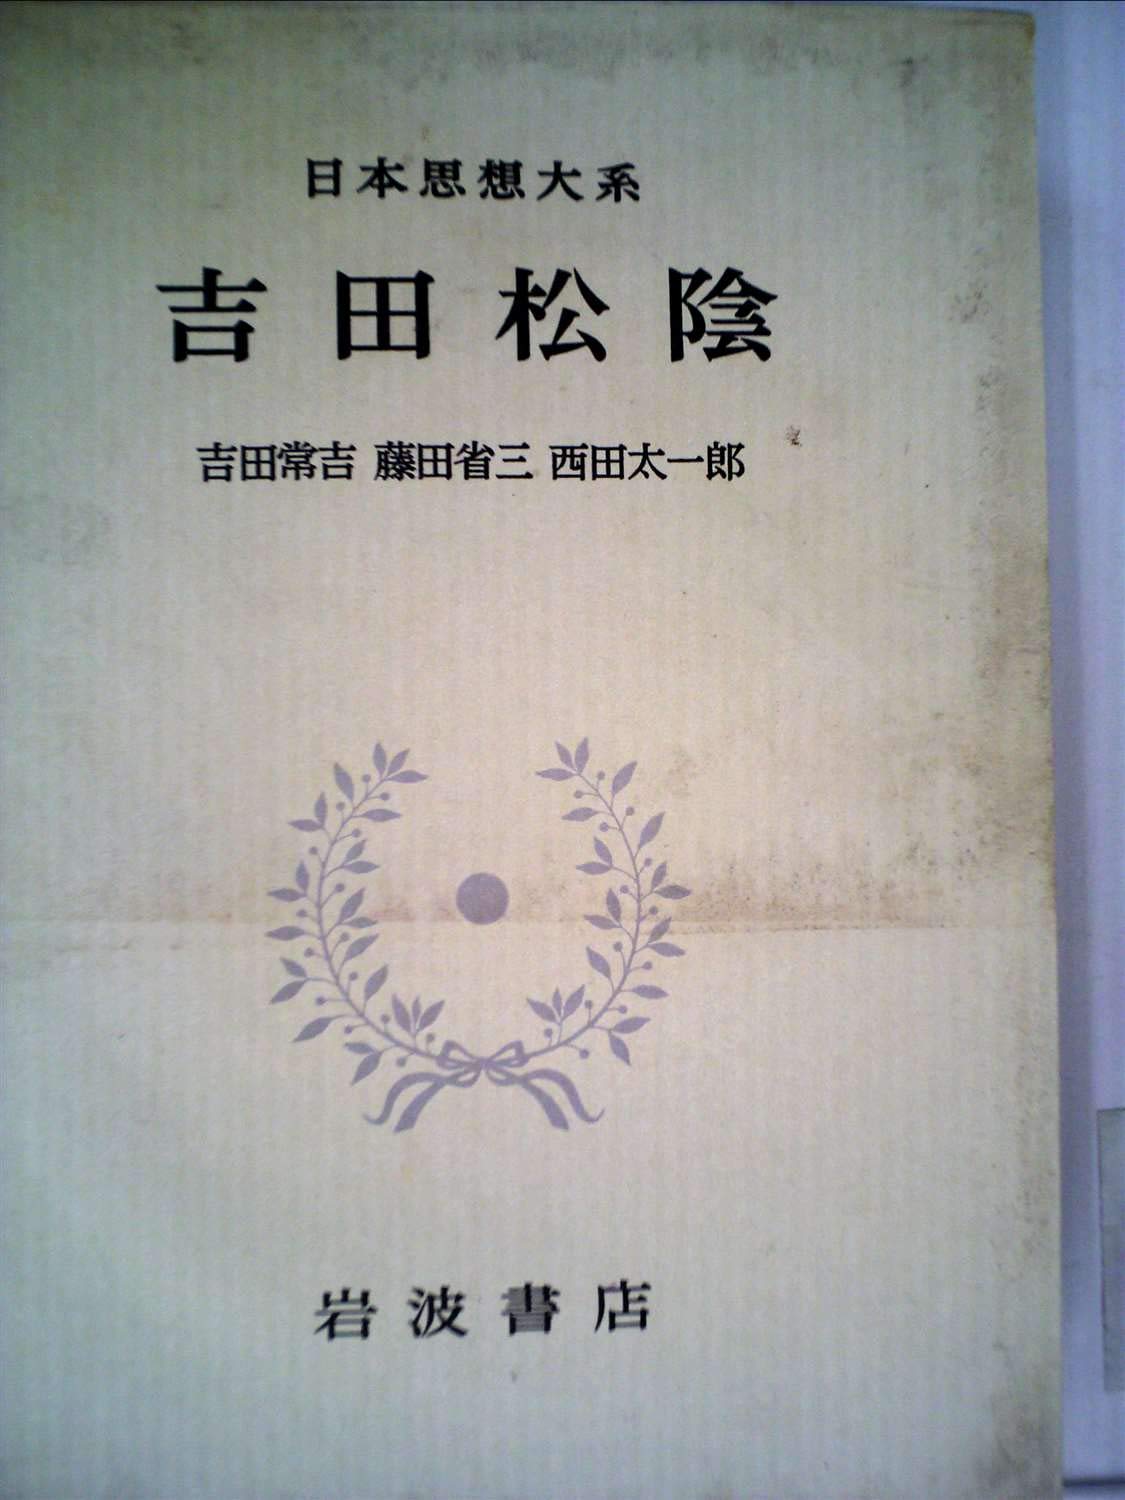 日本思想大系
吉田松陰
吉田常吉 藤田省三 西田太一郎
岩波書店